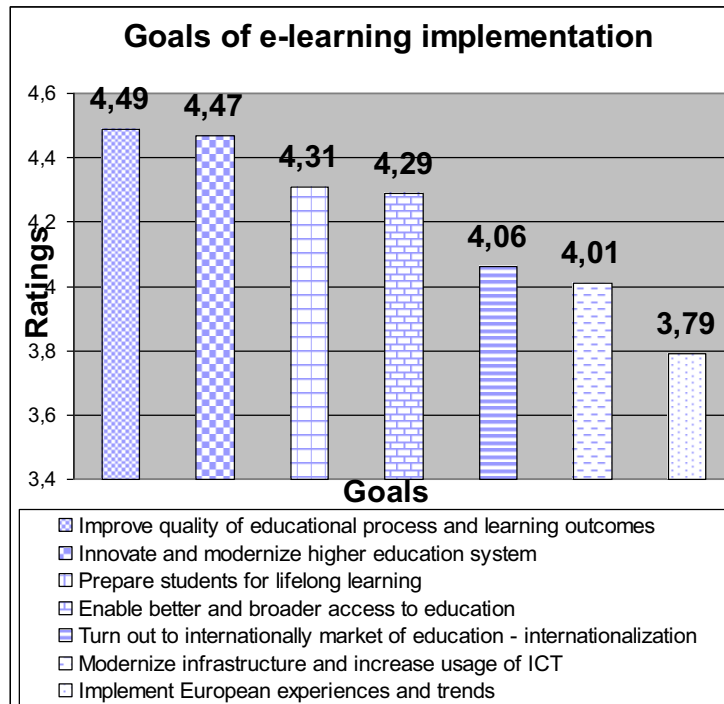 Goals of e-learning implementation
4,6
4,4
4,2
4
3,8
3,6
3,4
Ratings
4,49
4,47
4,31
4,29
4,06
4,01
3,79
Goals
Improve quality of educational process and learning outcomes
Innovate and modernize higher education system
Prepare students for lifelong learning
Enable better and broader access to education
Turn out to internationally market of education - internationalization
Modernize infrastructure and increase usage of ICT
Implement European experiences and trends